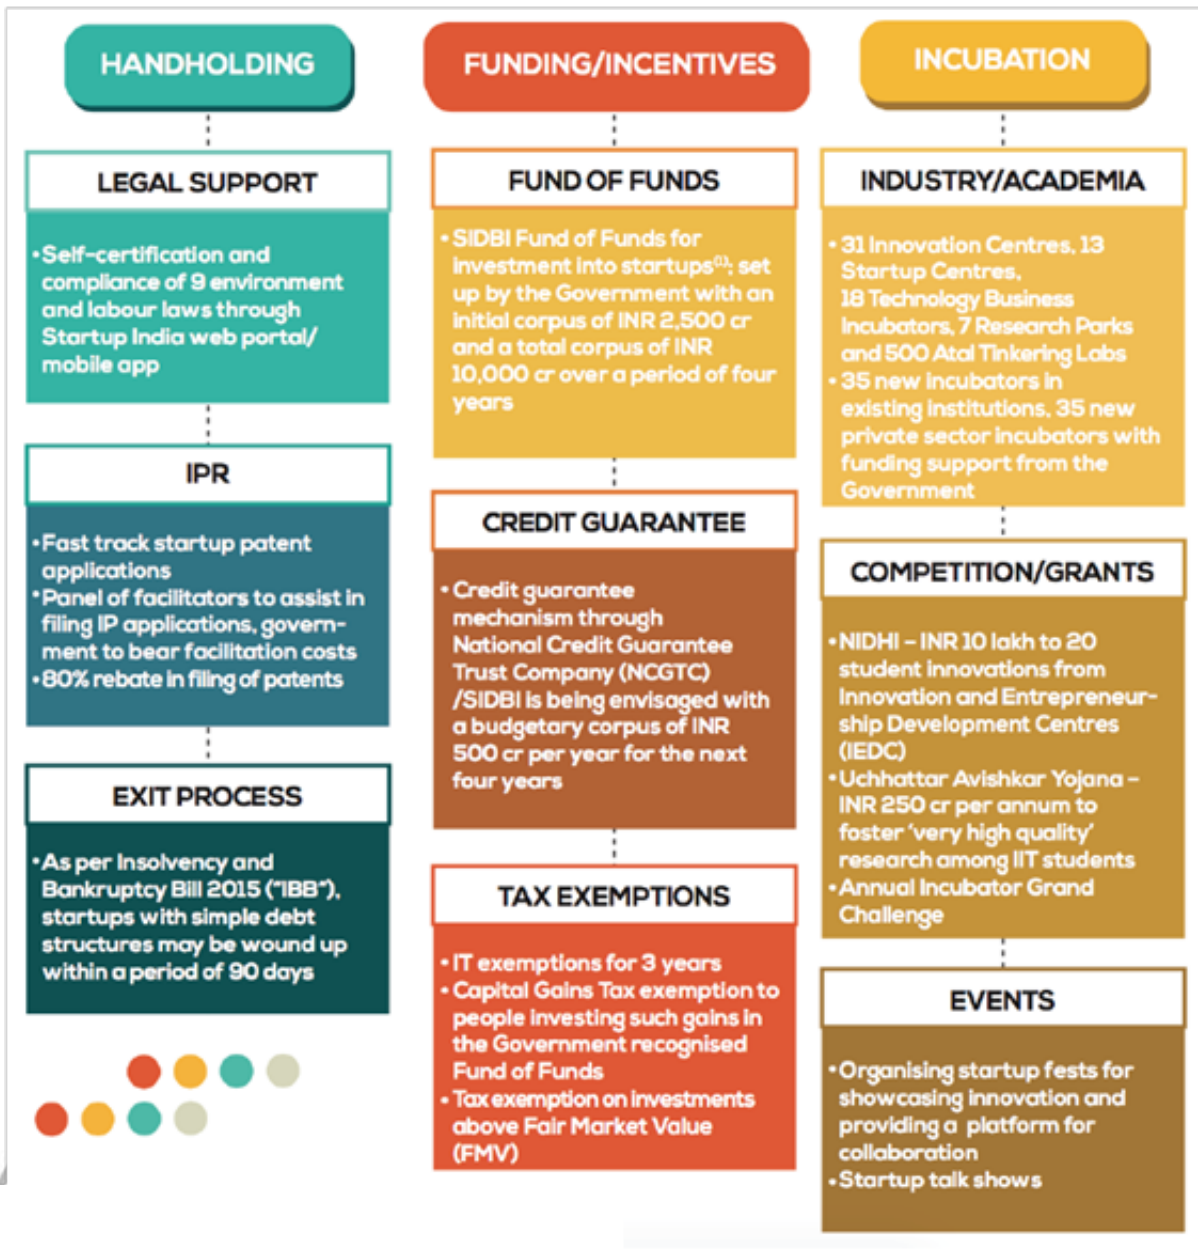 HANDHOLDING
LEGAL SUPPORT
•Self-certification and
compliance of 9 environment
and labour laws through
Startup India web portal/
mobile app
IPR
•Fast track startup patent
applications
•Panel of facilitators to assist in
filing IP applications, govern-
ment to bear facilitation costs
•80% rebate in filing of patents
EXIT PROCESS
•As per Insolvency and
Bankruptcy Bill 2015 ("IBB"),
startups with simple debt
structures may be wound up
within a period of 90 days
FUNDING/INCENTIVES
FUND OF FUNDS
•SIDBI Fund of Funds for
investment into startups(1); set
up by the Government with an
initial corpus of INR 2,500 cr
and a total corpus of INR
10,000 cr over a period of four
years
CREDIT GUARANTEE
•Credit guarantee
mechanism through
National Credit Guarantee
Trust Company (NCGTC)
/SIDBI is being envisaged with
a budgetary corpus of INR
500 cr per year for the next
four years
TAX EXEMPTIONS
•IT exemptions for 3 years
•Capital Gains Tax exemption to
people investing such gains in
the Government recognised
Fund of Funds
•Tax exemption on investments
above Fair Market Value
(FMV)
INCUBATION
INDUSTRY/ACADEMIA
•31 Innovation Centres, 13
Startup Centres,
18 Technology Business
Incubators, 7 Research Parks
and 500 Atal Tinkering Labs
•35 new incubators in
existing institutions. 35 new
private sector incubators with
funding support from the
Government
COMPETITION/GRANTS
•NIDHI – INR 10 lakh to 20
student innovations from
Innovation and Entrepreneur-
ship Development Centres
(IEDC)
•Uchhattar Avishkar Yojana –
INR 250 cr per annum to
foster 'very high quality'
research among IIT students
•Annual Incubator Grand
Challenge
EVENTS
•Organising startup fests for
showcasing innovation and
providing a platform for
collaboration
•Startup talk shows